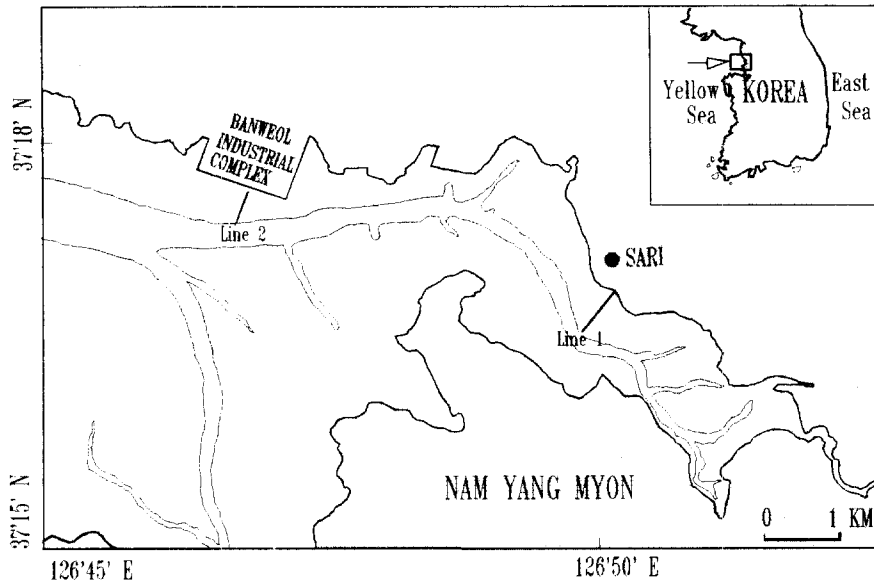 Yellow
Sea
KOREA
East
Sea
37'18' N
BANWEOL
INDUSTRIAL
COMPLEX
Line 2
SARI
Line 1
NAM YANG MYON
37'15' N
0 1 KM
126'45' E
126'50' E